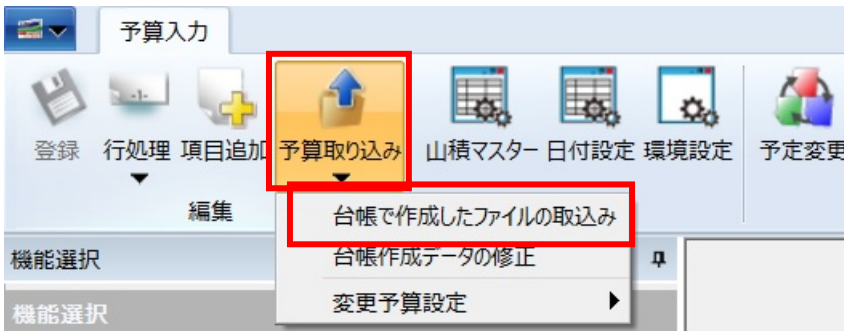 予算入力
登録
行処理
項目追加
予算取り込み
山積マスター
日付設定
環境設定
予定変更
編集
台帳で作成したファイルの取込み
台帳作成データの修正
変更予算設定
機能選択
機能選択